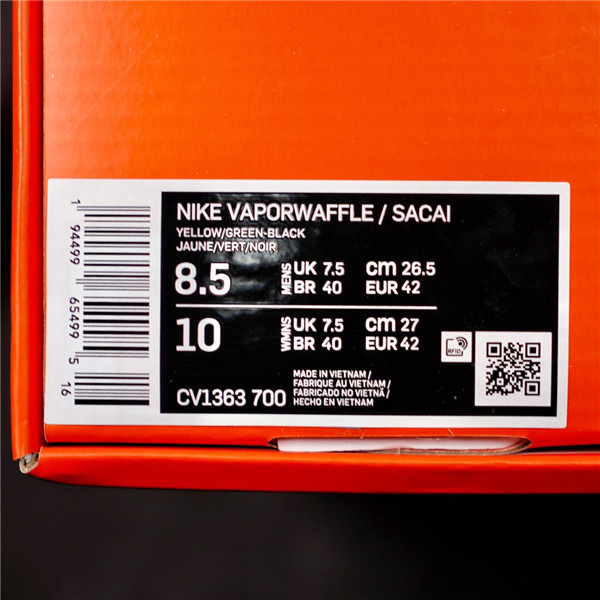 NIKE VAPORWAFFLE / SACAI
YELLOW/GREEN-BLACK
JAUNE/VERT/NOIR
8.5 MENS UK 7.5 CM 26.5
BR 40 EUR 42
10 WMNS UK 7.5 CM 27
BR 40 EUR 42
RFID
MADE IN VIETNAM /
FABRIQUE AU VIETNAM /
FABRICADO NO VIETNÃ /
HECHO EN VIETNAM
CV1363 700
1 94499 65499 5
16